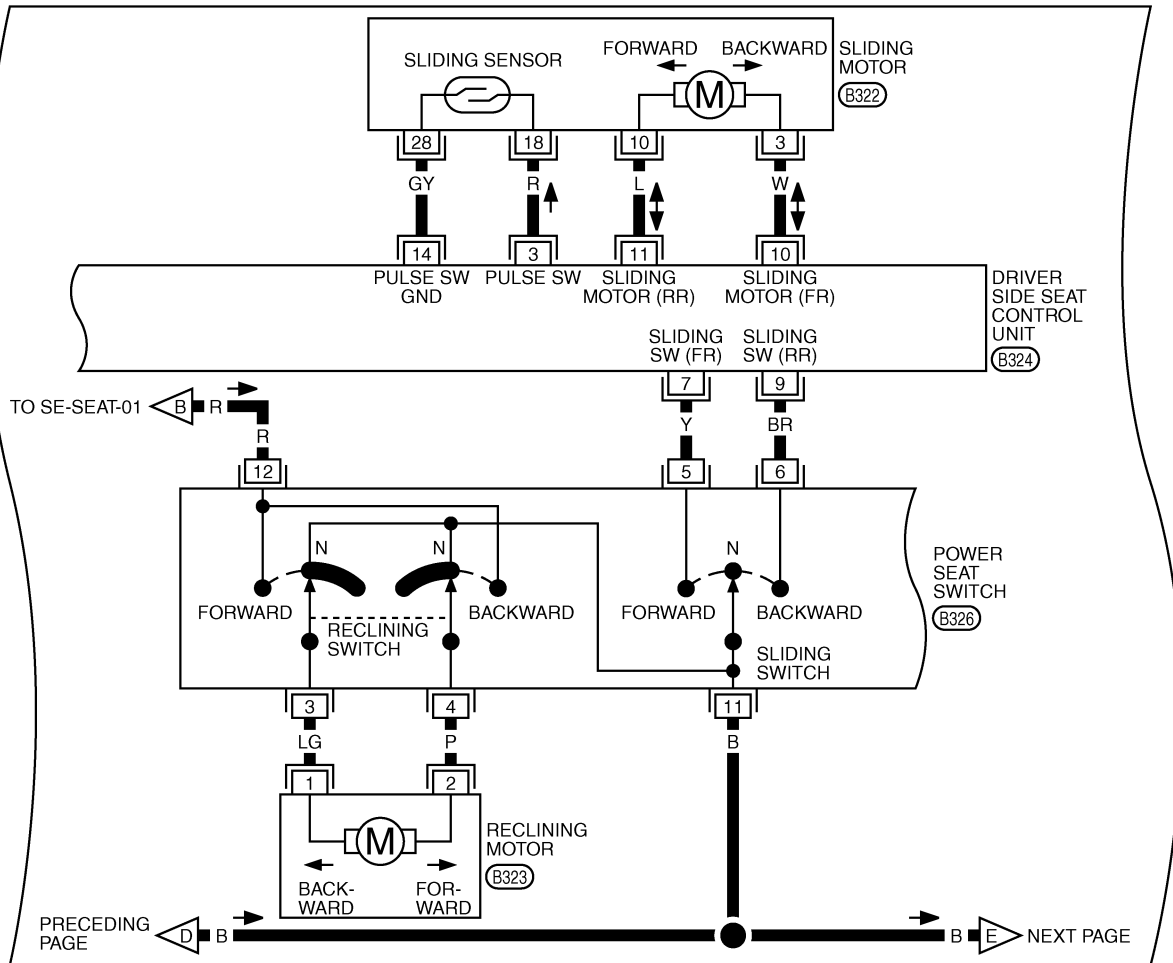 FORWARD BACKWARD
SLIDING SENSOR
M
SLIDING
MOTOR
B322
28 18 10 3
GY R L W
14 3 11 10
PULSE SW
GND
PULSE SW
SLIDING
MOTOR (RR)
SLIDING
MOTOR (FR)
DRIVER
SIDE SEAT
CONTROL
UNIT
B324
SLIDING
SW (FR)
SLIDING
SW (RR)
7 9
TO SE-SEAT-01 B R
R
Y BR
12 5 6
N N N
FORWARD BACKWARD FORWARD BACKWARD
RECLINING
SWITCH
SLIDING
SWITCH
POWER
SEAT
SWITCH
B326
3 4 11
LG P B
1 2
M
RECLINING
MOTOR
B323
BACK-
WARD
FOR-
WARD
PRECEDING
PAGE
D B B E NEXT PAGE